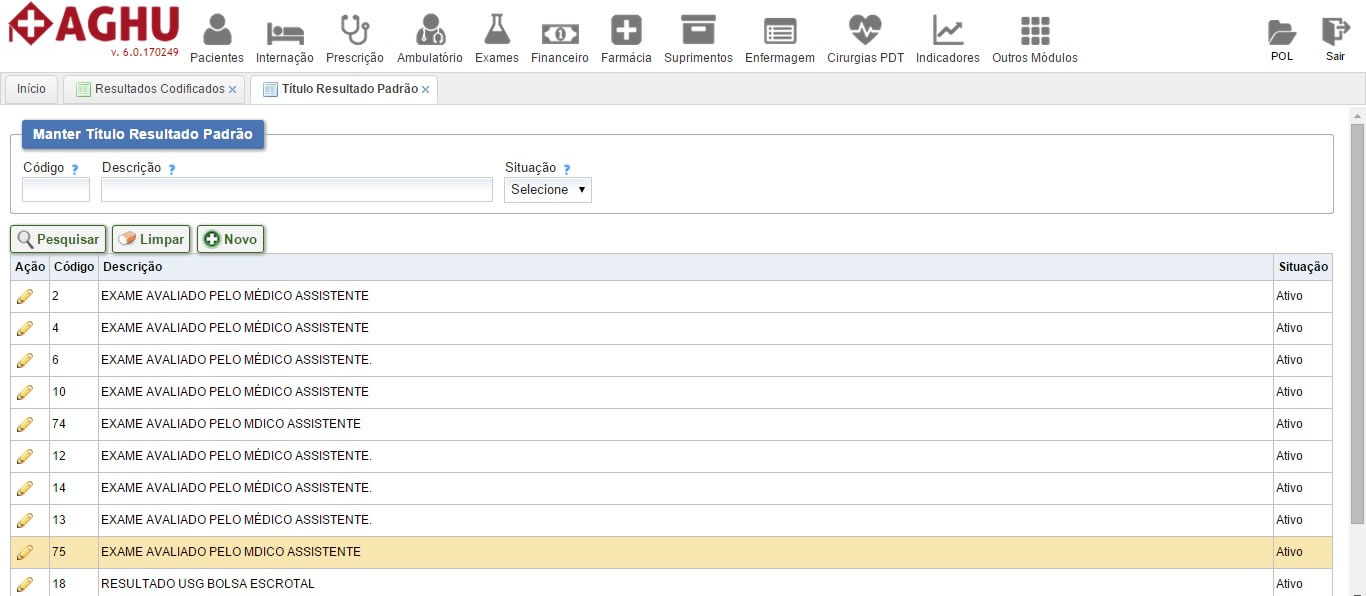 AGHU
v. 6.0.170249
Pacientes Internação Prescrição Ambulatório Exames Financeiro Farmácia Suprimentos Enfermagem Cirurgias PDT Indicadores Outros Módulos POL Sair
Início Resultados Codificados × Título Resultado Padrão ×
Manter Título Resultado Padrão
Código ? Descrição ? Situação ?
Selecione
Pesquisar Limpar Novo
Ação Código Descrição Situação
2 EXAME AVALIADO PELO MÉDICO ASSISTENTE Ativo
4 EXAME AVALIADO PELO MÉDICO ASSISTENTE Ativo
6 EXAME AVALIADO PELO MÉDICO ASSISTENTE. Ativo
10 EXAME AVALIADO PELO MÉDICO ASSISTENTE Ativo
74 EXAME AVALIADO PELO MDICO ASSISTENTE Ativo
12 EXAME AVALIADO PELO MÉDICO ASSISTENTE. Ativo
14 EXAME AVALIADO PELO MÉDICO ASSISTENTE. Ativo
13 EXAME AVALIADO PELO MÉDICO ASSISTENTE. Ativo
75 EXAME AVALIADO PELO MDICO ASSISTENTE Ativo
18 RESULTADO USG BOLSA ESCROTAL Ativo